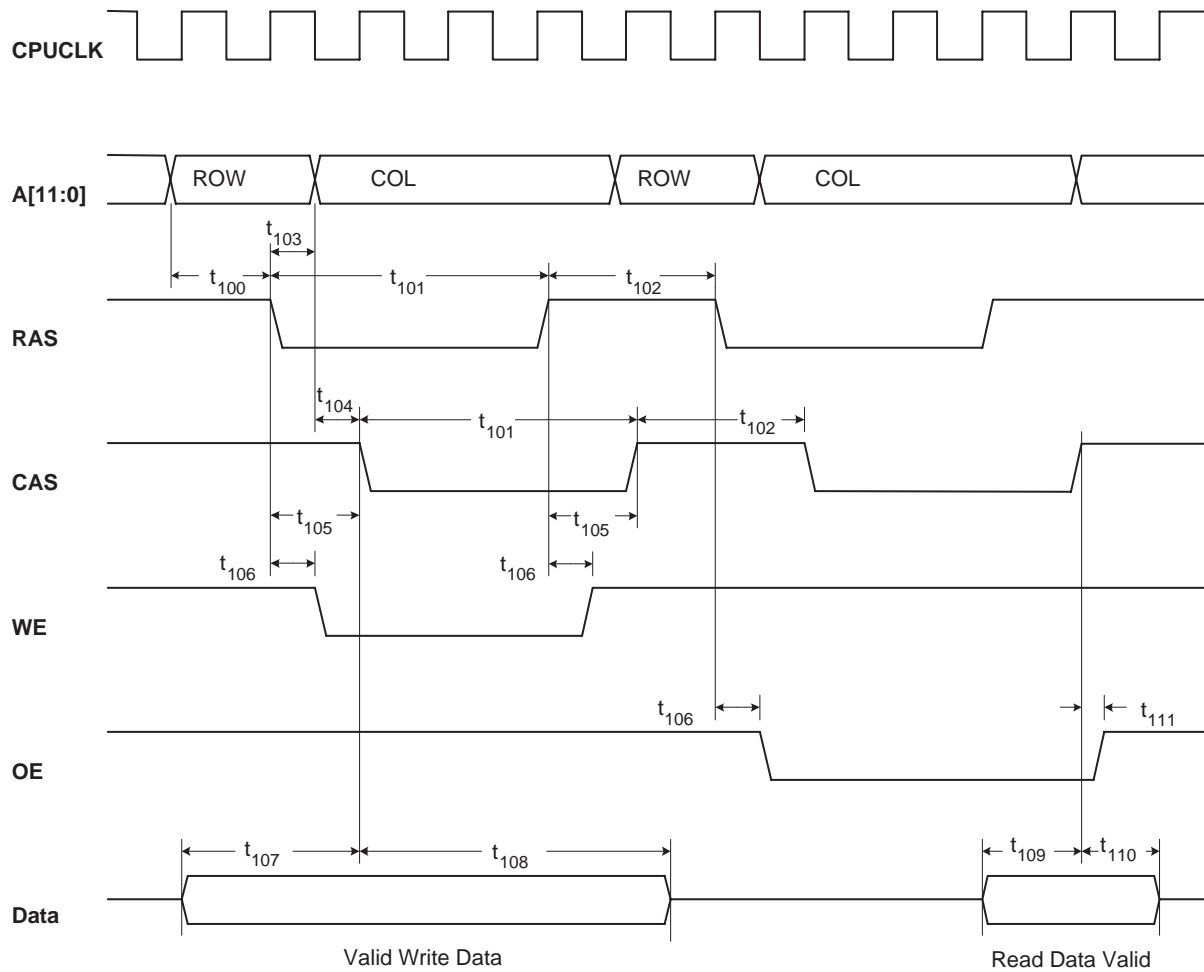 CPUCLK
A[11:0]
ROW COL ROW COL
t103
t100 t101 t102
RAS
t104
t101 t102
CAS
t105 t105
t106 t106
WE
t106 t111
OE
t107 t108 t109 t110
Data
Valid Write Data Read Data Valid